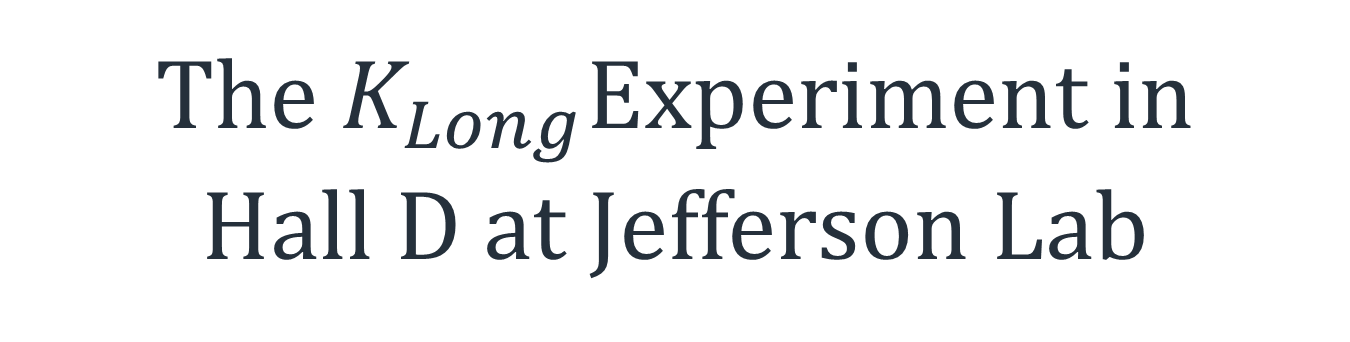 The K_Long Experiment in
Hall D at Jefferson Lab